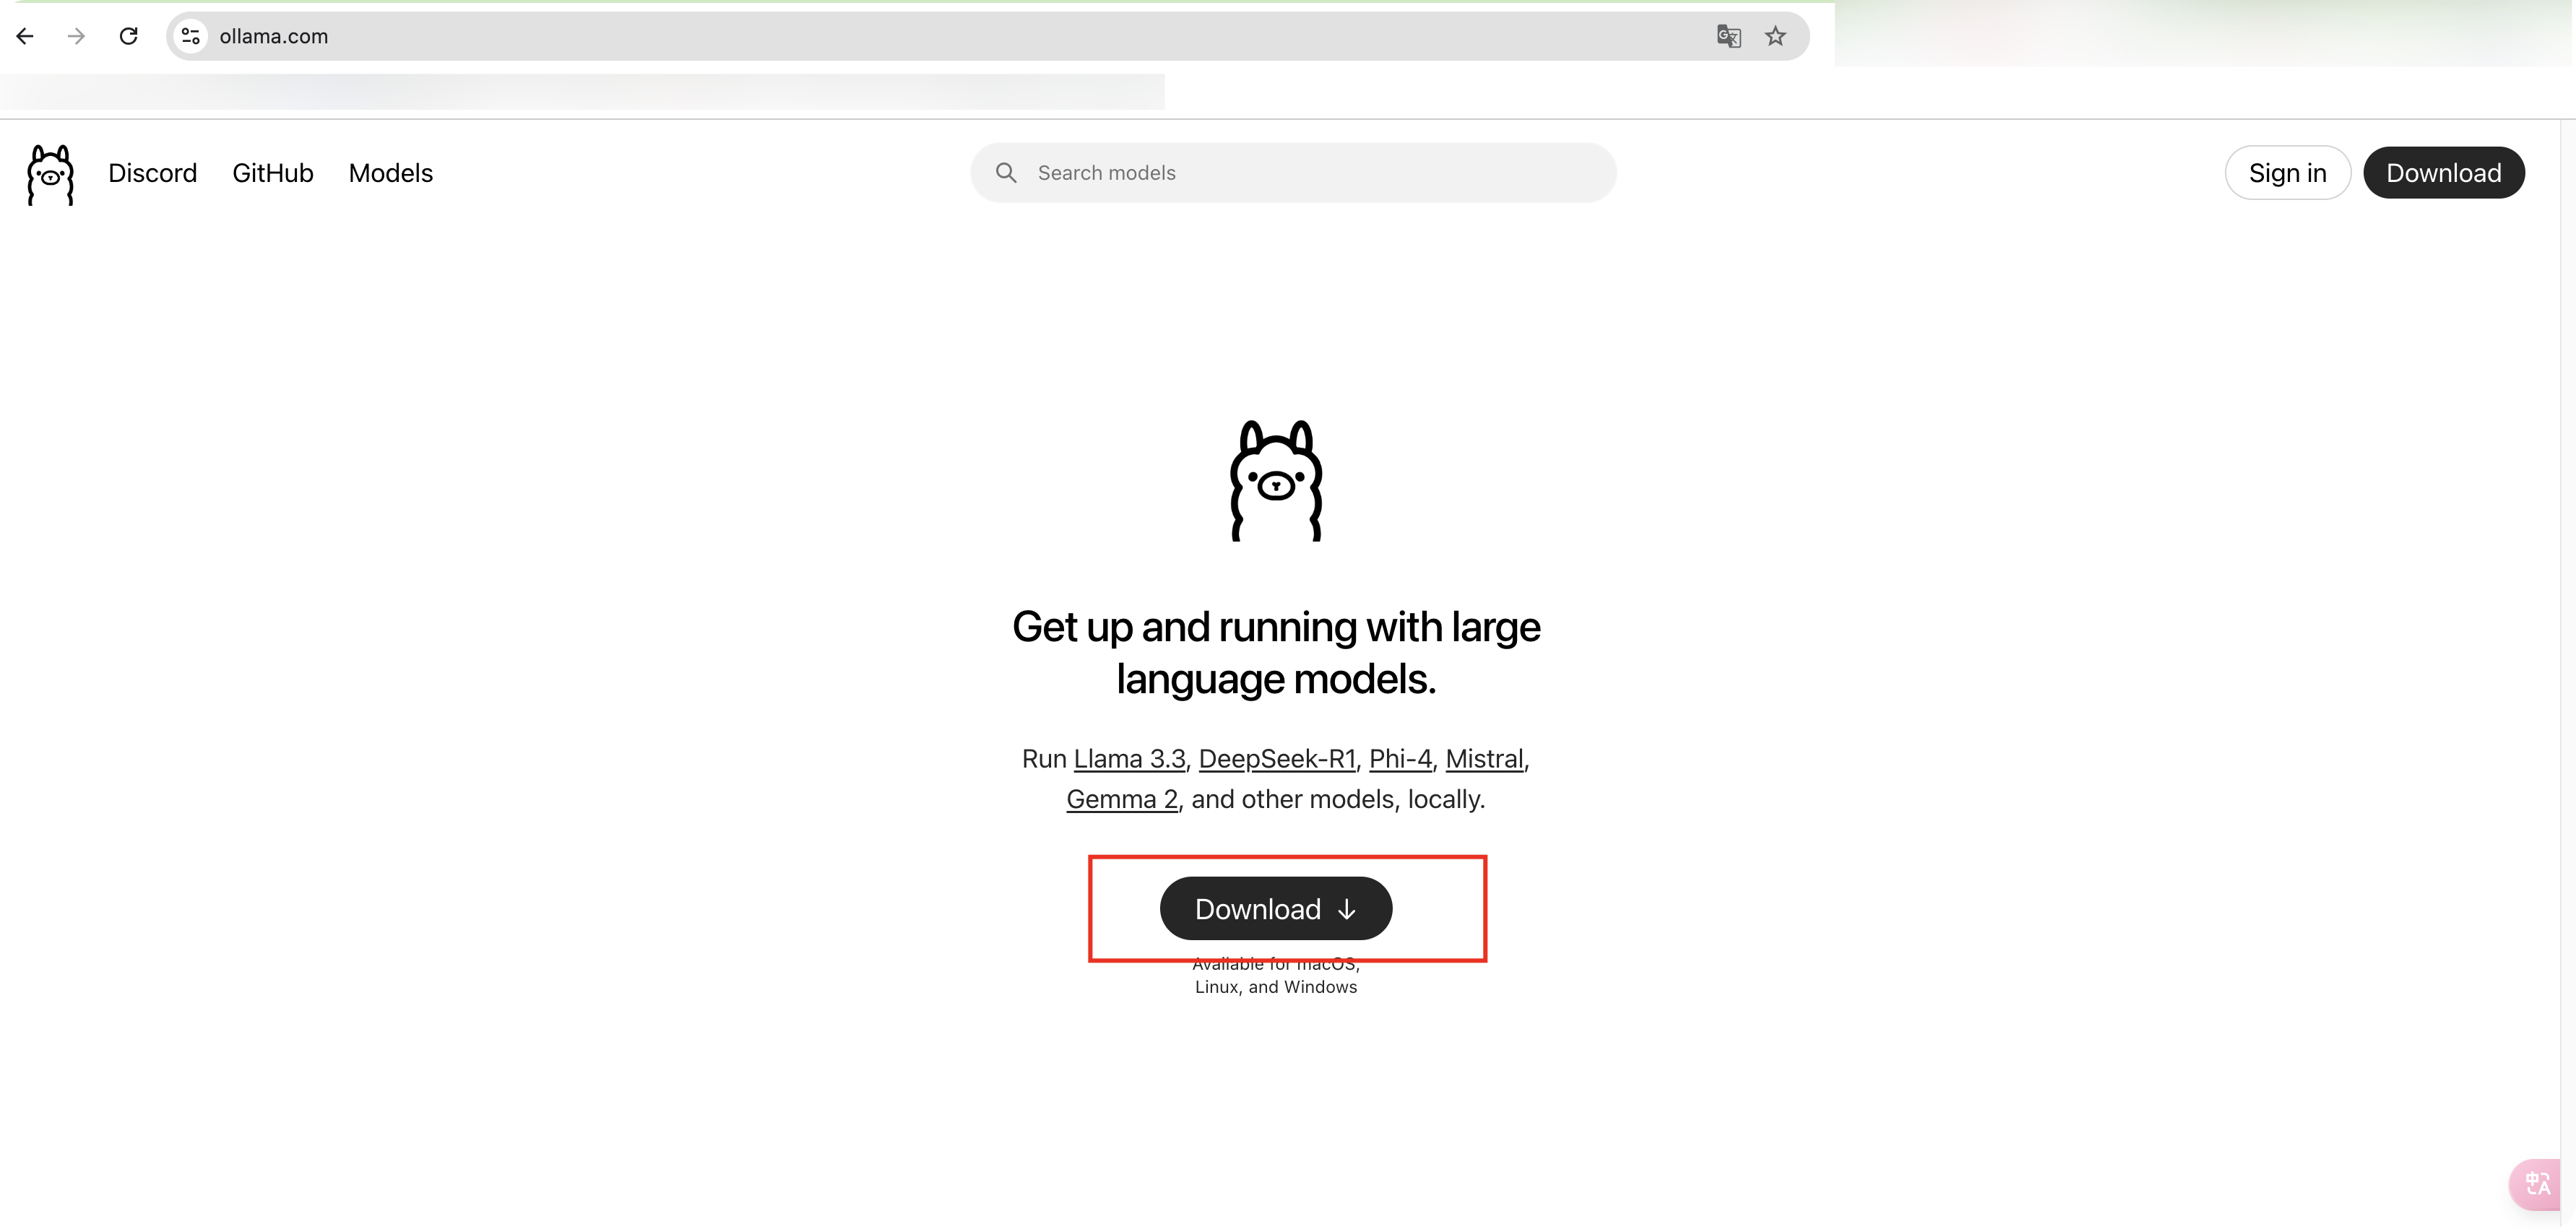 ollama.com
Discord GitHub Models
Search models
Sign in Download
Get up and running with large
language models.
Run Llama 3.3, DeepSeek-R1, Phi-4, Mistral,
Gemma 2, and other models, locally.
Download ↓
Available for macOS,
Linux, and Windows
中A